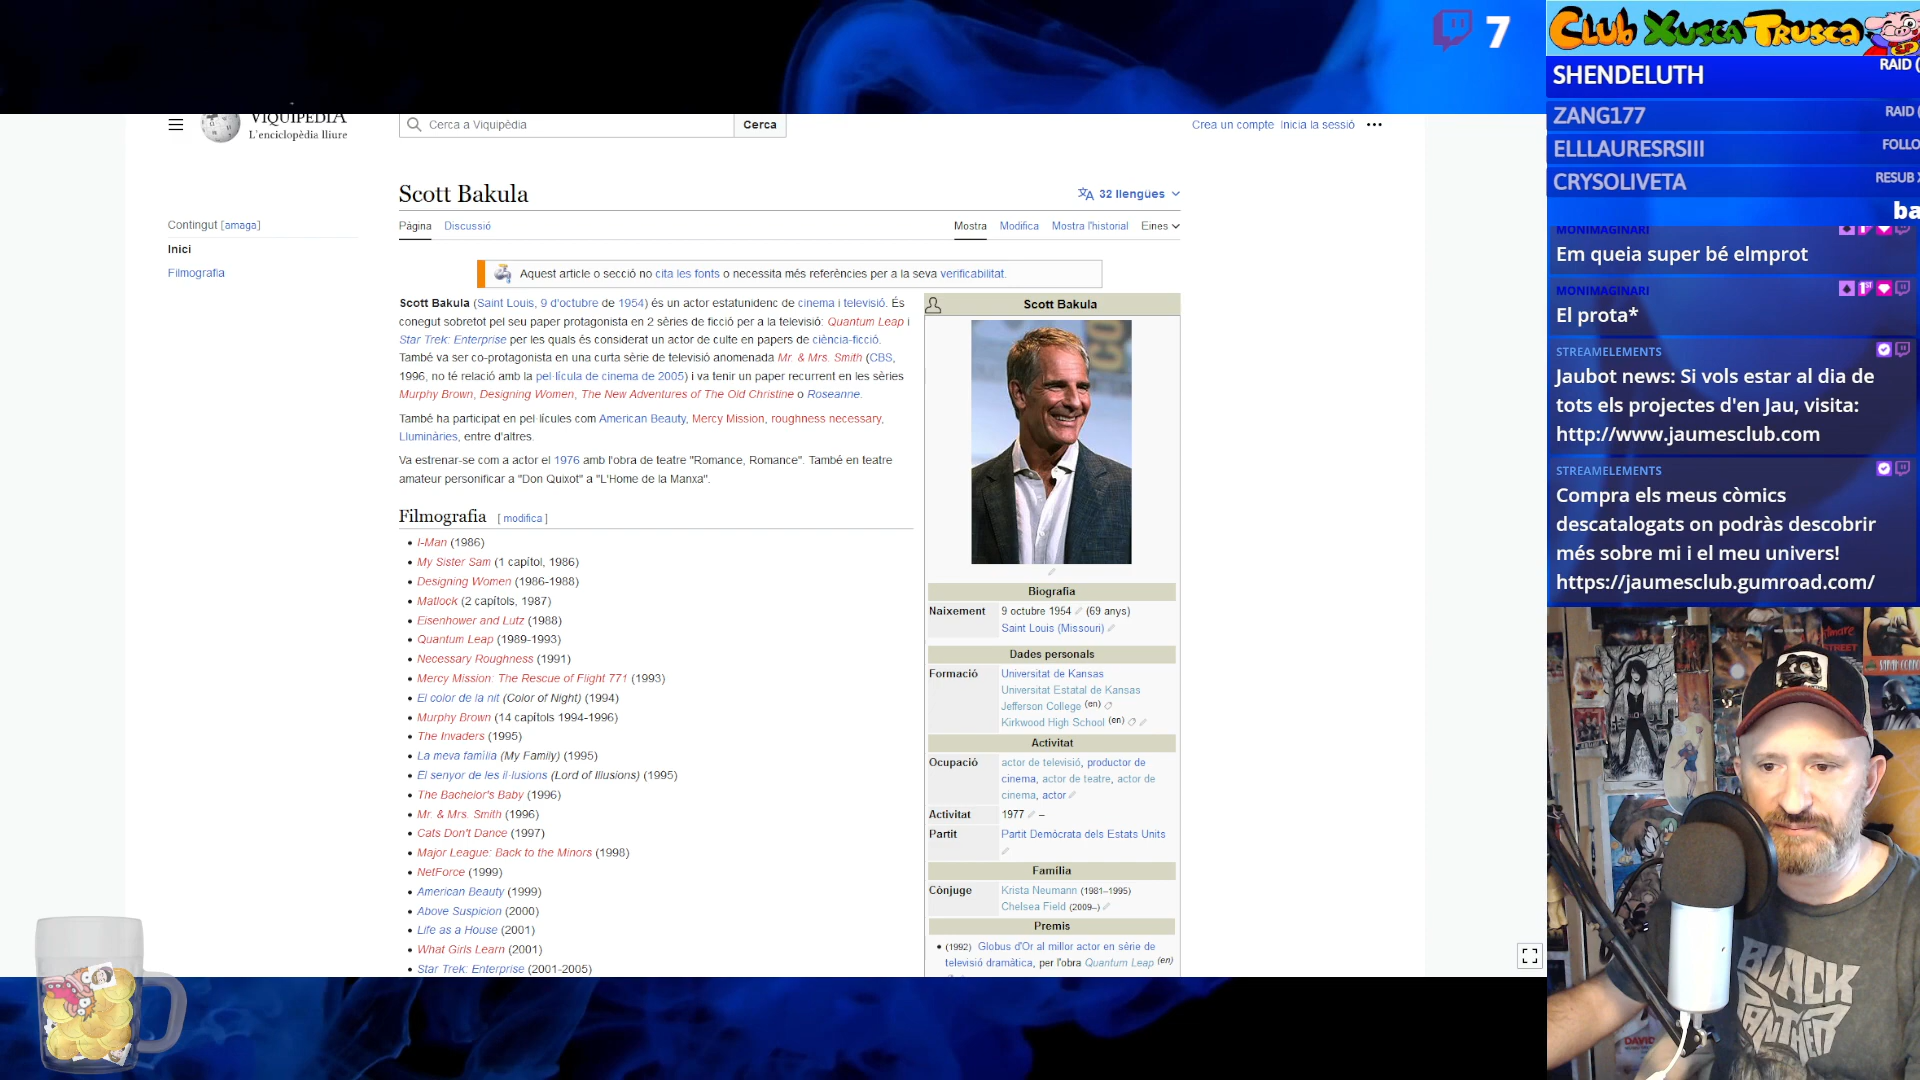 7
VIQUIPÈDIA
L'enciclopèdia lliure
Cerca a Viquipèdia
Cerca
Crea un compte Inicia la sessió
Scott Bakula
32 llengües
Contingut [amaga]
Inici
Filmografia
Pàgina Discussió
Mostra Modifica Mostra l'historial Eines
Aquest article o secció no cita les fonts o necessita més referències per a la seva verificabilitat.
Scott Bakula (Saint Louis, 9 d'octubre de 1954) és un actor estatunidenc de cinema i televisió. És
conegut sobretot pel seu paper protagonista en 2 sèries de ficció per a la televisió: Quantum Leap i
Star Trek: Enterprise per les quals és considerat un actor de culte en papers de ciència-ficció.
També va ser co-protagonista en una curta sèrie de televisió anomenada Mr. & Mrs. Smith (CBS,
1996, no té relació amb la pel·lícula de cinema de 2005) i va tenir un paper recurrent en les sèries
Murphy Brown, Designing Women, The New Adventures of The Old Christine o Roseanne.
També ha participat en pel·lícules com American Beauty, Mercy Mission, roughness necessary,
Lluminàries, entre d'altres.
Va estrenar-se com a actor el 1976 amb l'obra de teatre "Romance, Romance". També en teatre
amateur personificar a "Don Quixot" a "L'Home de la Manxa".
Filmografia [ modifica ]
I-Man (1986)
My Sister Sam (1 capítol, 1986)
Designing Women (1986-1988)
Matlock (2 capítols, 1987)
Eisenhower and Lutz (1988)
Quantum Leap (1989-1993)
Necessary Roughness (1991)
Mercy Mission: The Rescue of Flight 771 (1993)
El color de la nit (Color of Night) (1994)
Murphy Brown (14 capítols 1994-1996)
The Invaders (1995)
La meva família (My Family) (1995)
El senyor de les il·lusions (Lord of Illusions) (1995)
The Bachelor's Baby (1996)
Mr. & Mrs. Smith (1996)
Cats Don't Dance (1997)
Major League: Back to the Minors (1998)
NetForce (1999)
American Beauty (1999)
Above Suspicion (2000)
Life as a House (2001)
What Girls Learn (2001)
Star Trek: Enterprise (2001-2005)
Scott Bakula
Biografia
Naixement 9 octubre 1954 (69 anys)
Saint Louis (Missouri)
Dades personals
Formació Universitat de Kansas
Universitat Estatal de Kansas
Jefferson College (en)
Kirkwood High School (en)
Activitat
Ocupació actor de televisió, productor de
cinema, actor de teatre, actor de
cinema, actor
Activitat 1977 –
Partit Partit Demòcrata dels Estats Units
Família
Cònjuge Krista Neumann (1981–1995)
Chelsea Field (2009–)
Premis
(1992) Globus d'Or al millor actor en sèrie de
televisió dramàtica, per l'obra Quantum Leap (en)
Club Xusca Trusca
SHENDELUTH RAID (
ZANG177 RAID (
ELLLAURESRSIII FOLLO
CRYSOLIVETA RESUB X
ba
MONIMAGINARI
Em queia super bé elmprot
MONIMAGINARI
El prota*
STREAMELEMENTS
Jaubot news: Si vols estar al dia de
tots els projectes d'en Jau, visita:
http://www.jaumesclub.com
STREAMELEMENTS
Compra els meus còmics
descatalogats on podràs descobrir
més sobre mi i el meu univers!
https://jaumesclub.gumroad.com/
BLACK
PANTHER